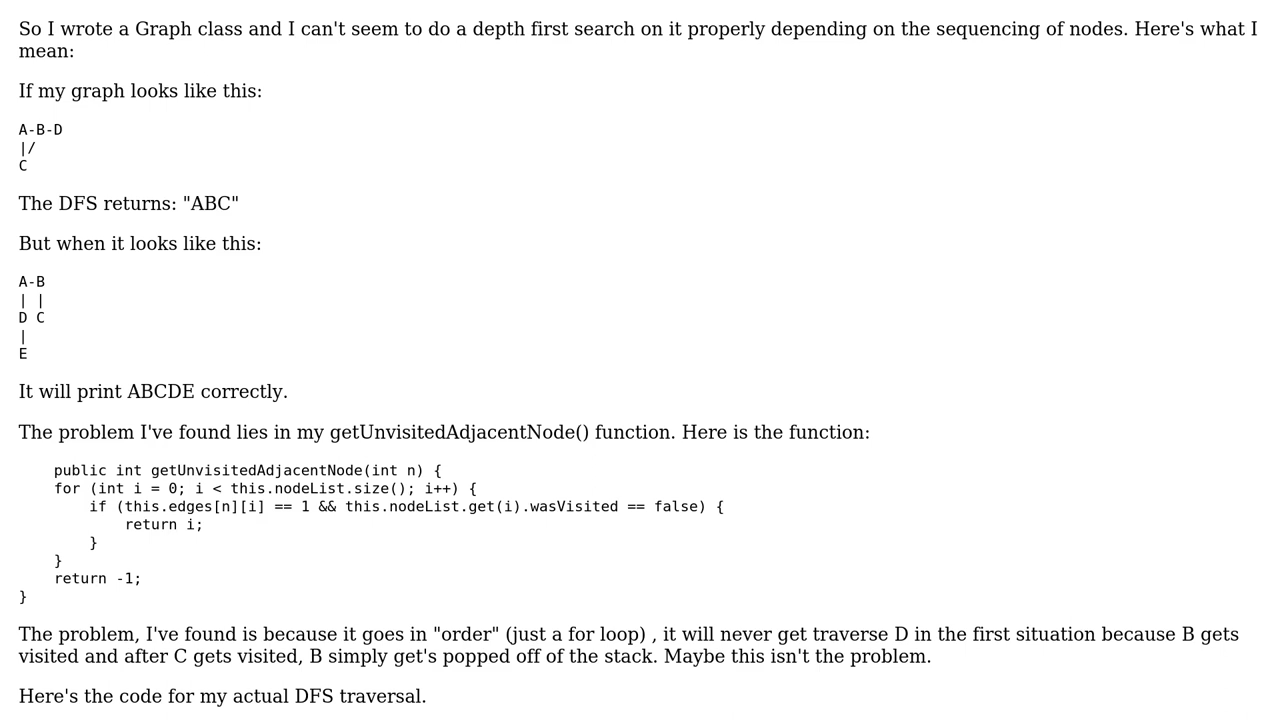 So I wrote a Graph class and I can't seem to do a depth first search on it properly depending on the sequencing of nodes. Here's what I
mean:
If my graph looks like this:
A-B-D
|/
C
The DFS returns: "ABC"
But when it looks like this:
A-B
| |
D C
|
E
It will print ABCDE correctly.
The problem I've found lies in my getUnvisitedAdjacentNode() function. Here is the function:
    public int getUnvisitedAdjacentNode(int n) {
    for (int i = 0; i < this.nodeList.size(); i++) {
        if (this.edges[n][i] == 1 && this.nodeList.get(i).wasVisited == false) {
            return i;
        }
    }
    return -1;
}
The problem, I've found is because it goes in "order" (just a for loop) , it will never get traverse D in the first situation because B gets
visited and after C gets visited, B simply get's popped off of the stack. Maybe this isn't the problem.
Here's the code for my actual DFS traversal.